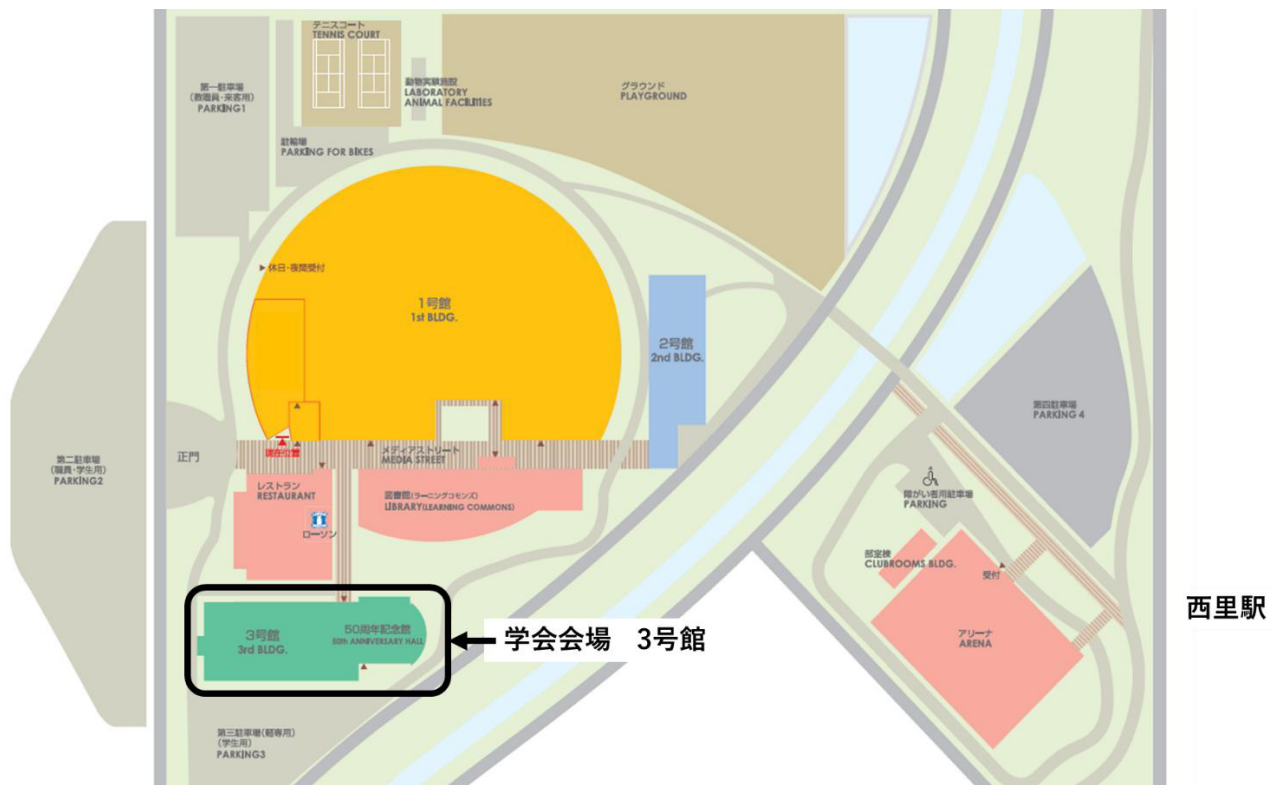 テニスコート
TENNIS COURT
動物実験施設
LABORATORY
ANIMAL FACILITIES
グラウンド
PLAYGROUND
第一駐車場
(教職員・来客用)
PARKING1
駐輪場
PARKING FOR BIKES
▶休日・夜間受付
1号館
1st BLDG.
2号館
2nd BLDG.
第四駐車場
PARKING 4
正門
現在位置
メディアストリート
MEDIA STREET
第二駐車場
(職員・学生用)
PARKING2
レストラン
RESTAURANT
ローソン
図書館(ラーニングコモンズ)
LIBRARY(LEARNING COMMONS)
障がい者用駐車場
PARKING
部室棟
CLUBROOMS BLDG.
受付
アリーナ
ARENA
西里駅
3号館
3rd BLDG.
50周年記念館
50th ANNIVERSARY HALL
学会会場 3号館
第三駐車場(軽専用)
(学生用)
PARKING3